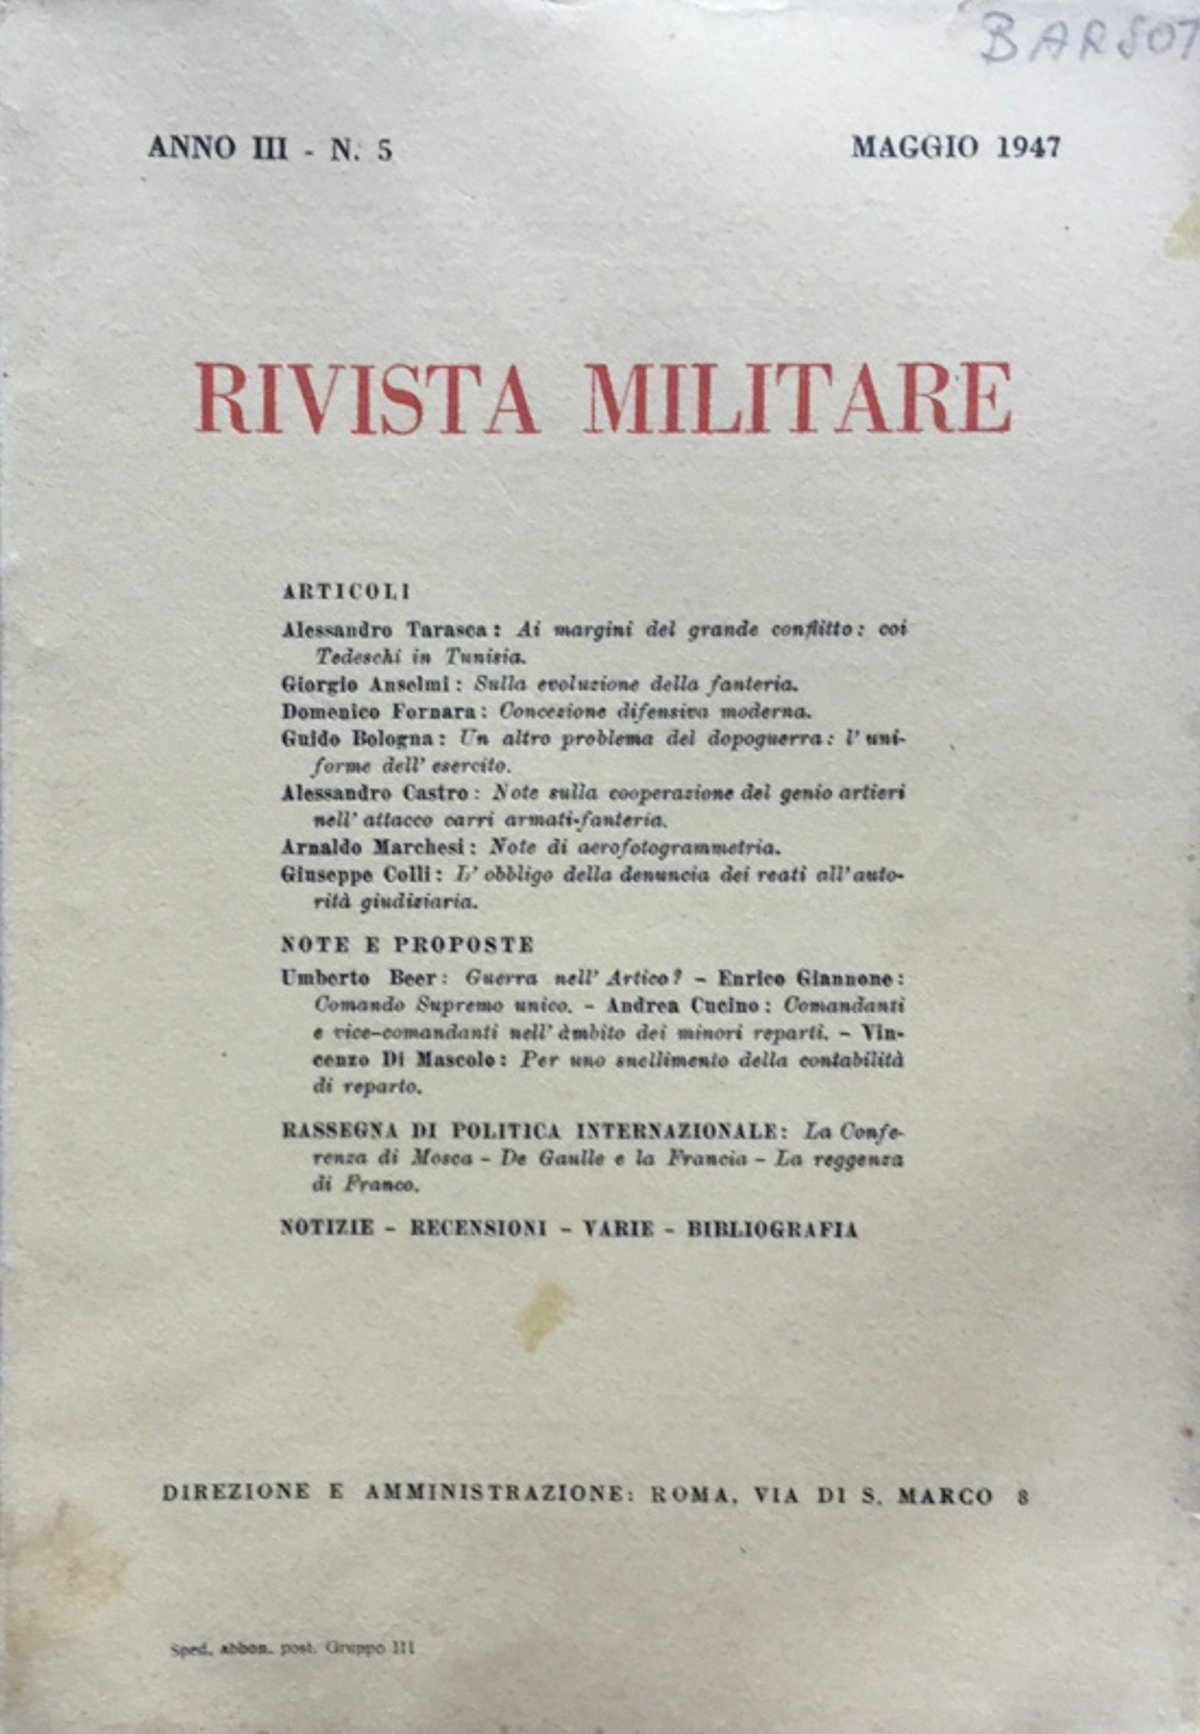 BARSOT
ANNO III - N. 5
MAGGIO 1947
RIVISTA MILITARE
ARTICOLI
Alessandro Tarasca: Ai margini del grande conflitto: coi
Tedeschi in Tunisia.
Giorgio Anselmi: Sulla evoluzione della fanteria.
Domenico Fornara: Concezione difensiva moderna.
Guido Bologna: Un altro problema del dopoguerra: l'uni-
forme dell'esercito.
Alessandro Castro: Note sulla cooperazione del genio artieri
nell'attacco carri armati-fanteria.
Arnaldo Marchesi: Note di aerofotogrammetria.
Giuseppe Colli: L'obbligo della denuncia dei reati all'auto-
rità giudiziaria.
NOTE E PROPOSTE
Umberto Beer: Guerra nell'Artico? - Enrico Giannone:
Comando Supremo unico. - Andrea Cucino: Comandanti
e vice-comandanti nell'àmbito dei minori reparti. - Vin-
cenzo Di Mascolo: Per uno snellimento della contabilità
di reparto.
RASSEGNA DI POLITICA INTERNAZIONALE: La Confe-
renza di Mosca - De Gaulle e la Francia - La reggenza
di Franco.
NOTIZIE - RECENSIONI - VARIE - BIBLIOGRAFIA
DIREZIONE E AMMINISTRAZIONE: ROMA, VIA DI S. MARCO 8
Sped. abbon. post. Gruppo III